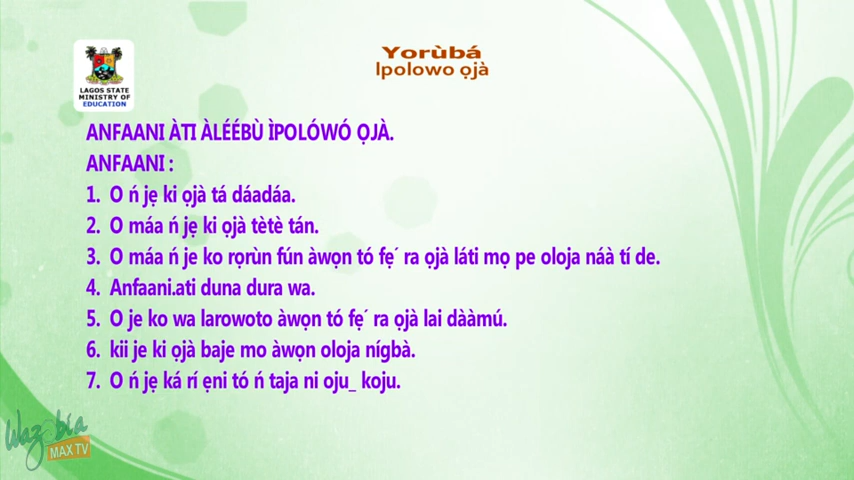 Yorùbá
Ipolowo ọjà
LAGOS STATE
MINISTRY OF
EDUCATION
ANFAANI ÀTI ÀLÉÉBÙ ÌPOLÓWÓ ỌJÀ.
ANFAANI :
1. O ń jẹ ki ọjà tá dáadáa.
2. O máa ń jẹ ki ọjà tètè tán.
3. O máa ń je ko rọrùn fún àwọn tó fẹ́ ra ọjà láti mọ pe oloja náà tí de.
4. Anfaani.ati duna dura wa.
5. O je ko wa larowoto àwọn tó fẹ́ ra ọjà lai dààmú.
6. kii je ki ọjà baje mo àwọn oloja nígbà.
7. O ń jẹ ká rí ẹni tó ń taja ni oju_ koju.
Wazobia
MAX TV